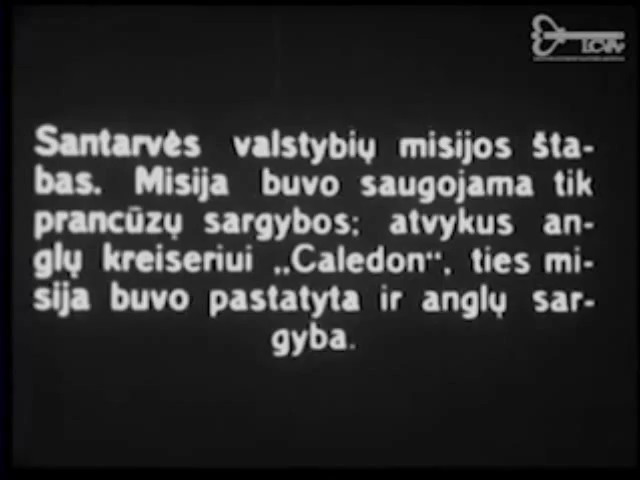 LCVA
Santarvės valstybių misijos šta-
bas. Misija buvo saugojama tik
prancūzų sargybos; atvykus an-
glų kreiseriui „Caledon“, ties mi-
sija buvo pastatyta ir anglų sar-
gyba.